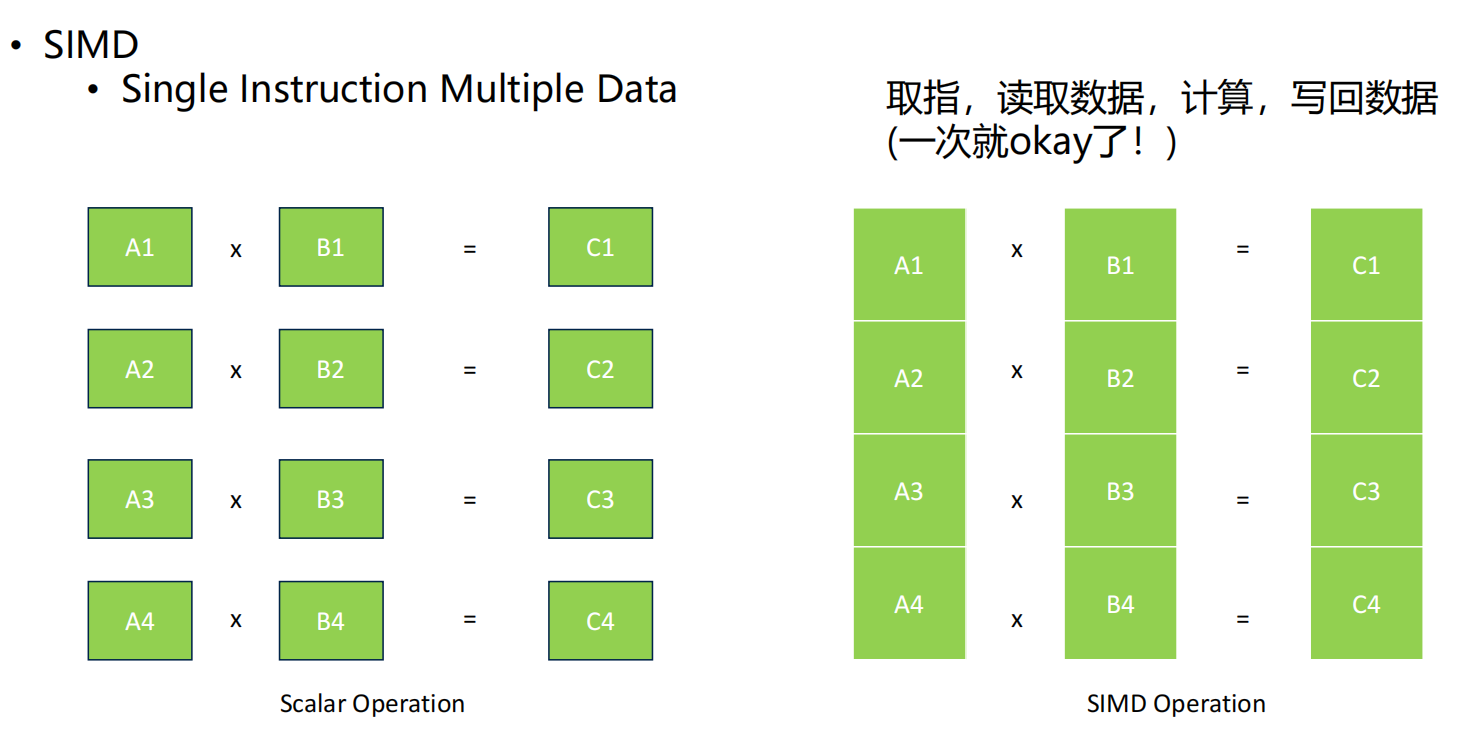 • SIMD
• Single Instruction Multiple Data
取指，读取数据，计算，写回数据
(一次就okay了！)
A1 x B1 = C1
A2 x B2 = C2
A3 x B3 = C3
A4 x B4 = C4
Scalar Operation
A1 x B1 = C1
A2 x B2 = C2
A3 x B3 = C3
A4 x B4 = C4
SIMD Operation